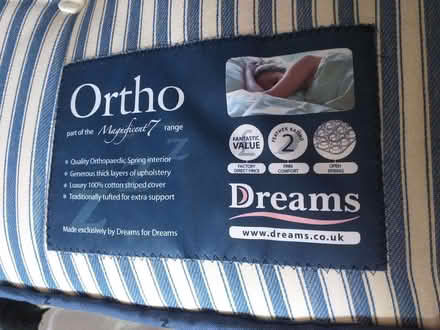 Ortho
part of the Magnificent 7 range
• Quality Orthopaedic Spring interior
• Generous thick layers of upholstery
• Luxury 100% cotton striped cover
• Traditionally tufted for extra support
Made exclusively by Dreams for Dreams
FANTASTIC
VALUE
FACTORY
DIRECT PRICE
FEATHER RATING
2
FIRM
COMFORT
OPEN
SPRING
Dreams
www.dreams.co.uk
z
z